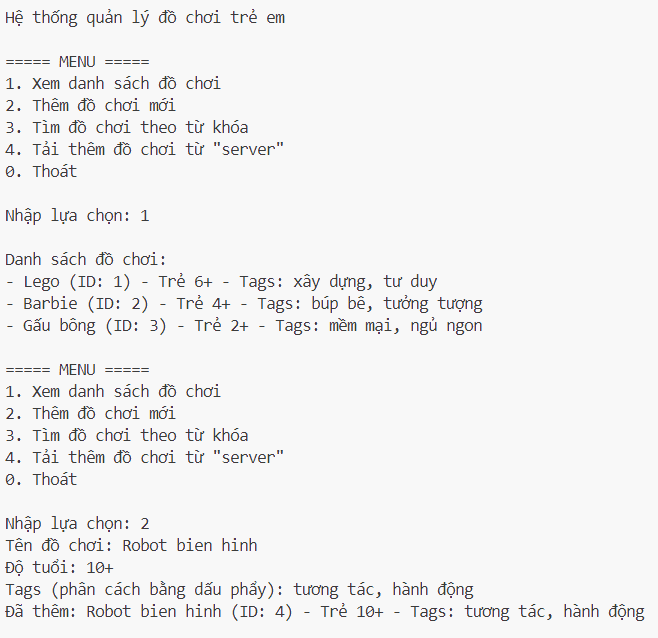 Hệ thống quản lý đồ chơi trẻ em
===== MENU =====
1. Xem danh sách đồ chơi
2. Thêm đồ chơi mới
3. Tìm đồ chơi theo từ khóa
4. Tải thêm đồ chơi từ "server"
0. Thoát
Nhập lựa chọn: 1
Danh sách đồ chơi:
- Lego (ID: 1) - Trẻ 6+ - Tags: xây dựng, tư duy
- Barbie (ID: 2) - Trẻ 4+ - Tags: búp bê, tưởng tượng
- Gấu bông (ID: 3) - Trẻ 2+ - Tags: mềm mại, ngủ ngon
===== MENU =====
1. Xem danh sách đồ chơi
2. Thêm đồ chơi mới
3. Tìm đồ chơi theo từ khóa
4. Tải thêm đồ chơi từ "server"
0. Thoát
Nhập lựa chọn: 2
Tên đồ chơi: Robot bien hinh
Độ tuổi: 10+
Tags (phân cách bằng dấu phẩy): tương tác, hành động
Đã thêm: Robot bien hinh (ID: 4) - Trẻ 10+ - Tags: tương tác, hành động